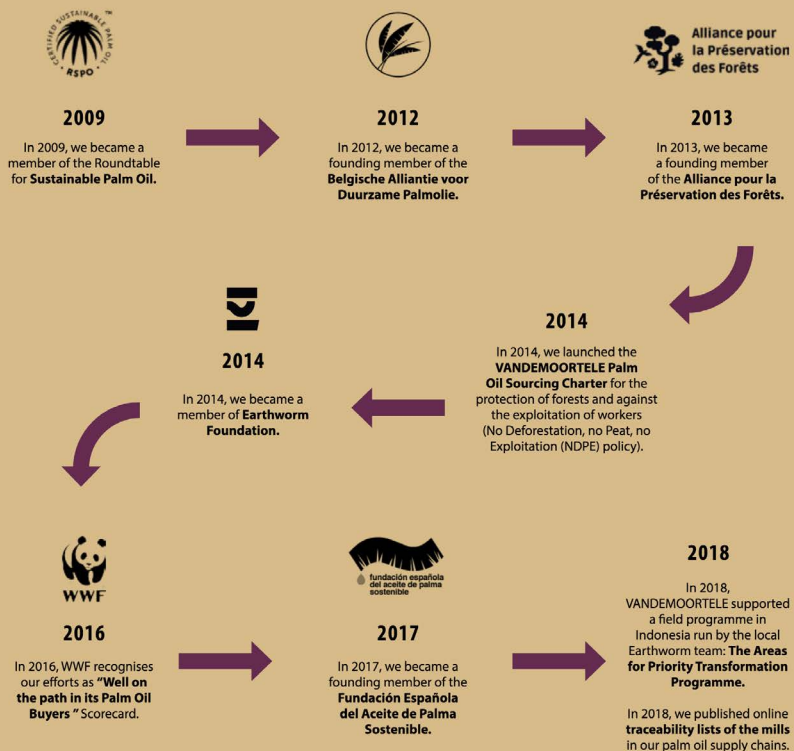 CERTIFIED SUSTAINABLE PALM OIL
TM
RSPO
2009
In 2009, we became a
member of the Roundtable
for Sustainable Palm Oil.
2012
In 2012, we became a
founding member of the
Belgische Alliantie voor
Duurzame Palmolie.
Alliance pour
la Préservation
des Forêts
2013
In 2013, we became
a founding member
of the Alliance pour la
Préservation des Forêts.
2014
In 2014, we launched the
VANDEMOORTELE Palm
Oil Sourcing Charter for the
protection of forests and against
the exploitation of workers
(No Deforestation, no Peat, no
Exploitation (NDPE) policy).
2014
In 2014, we became a
member of Earthworm
Foundation.
WWF
2016
In 2016, WWF recognises
our efforts as "Well on
the path in its Palm Oil
Buyers " Scorecard.
fundación española
del aceite de palma
sostenible
2017
In 2017, we became a
founding member of the
Fundación Española
del Aceite de Palma
Sostenible.
2018
In 2018,
VANDEMOORTELE supported
a field programme in
Indonesia run by the local
Earthworm team: The Areas
for Priority Transformation
Programme.
In 2018, we published online
traceability lists of the mills
in our palm oil supply chains.